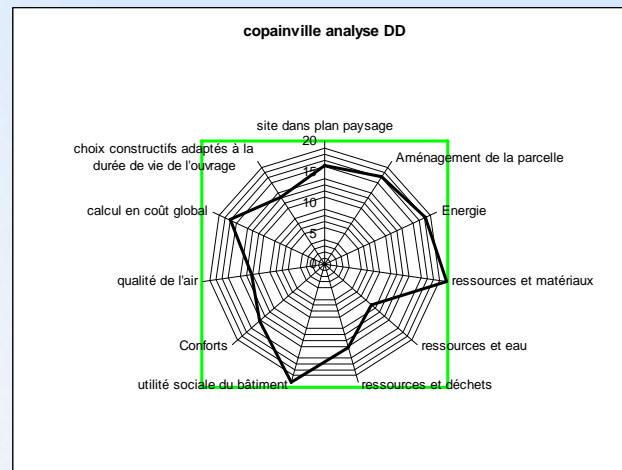 copainville analyse DD
site dans plan paysage
20
choix constructifs adaptés à la
durée de vie de l'ouvrage
Aménagement de la parcelle
15
calcul en coût global
10
Energie
5
qualité de l'air
0
ressources et matériaux
Conforts
ressources et eau
utilité sociale du bâtiment
ressources et déchets